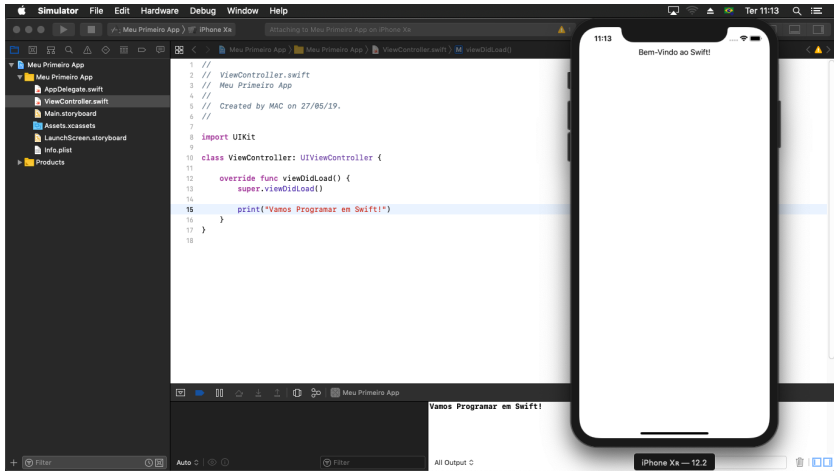 Simulator File Edit Hardware Debug Window Help Ter 11:13
Meu Primeiro App iPhone XR Attaching to Meu Primeiro App on iPhone XR
Meu Primeiro App Meu Primeiro App ViewController.swift M viewDidLoad()
Meu Primeiro App
Meu Primeiro App
AppDelegate.swift
ViewController.swift
Main.storyboard
Assets.xcassets
LaunchScreen.storyboard
Info.plist
Products
1 //
2 // ViewController.swift
3 // Meu Primeiro App
4 //
5 // Created by MAC on 27/05/19.
6 //
7
8 import UIKit
9
10 class ViewController: UIViewController {
11
12 override func viewDidLoad() {
13 super.viewDidLoad()
14
15 print("Vamos Programar em Swift!")
16 }
17 }
18
11:13
Bem-Vindo ao Swift!
Meu Primeiro App
Vamos Programar em Swift!
Filter
Auto
Filter
All Output
iPhone XR — 12.2